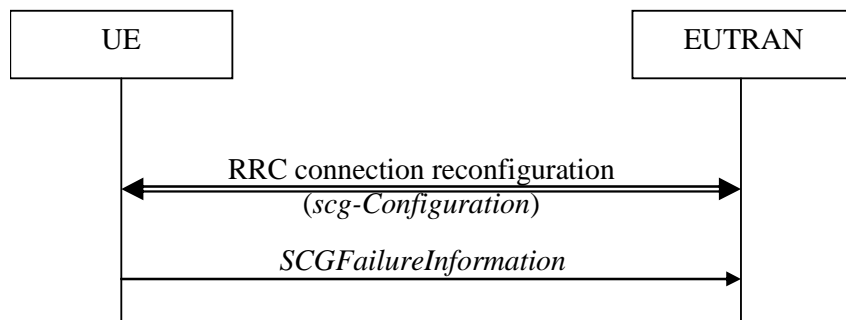 UE
EUTRAN
RRC connection reconfiguration
(scg-Configuration)
SCGFailureInformation